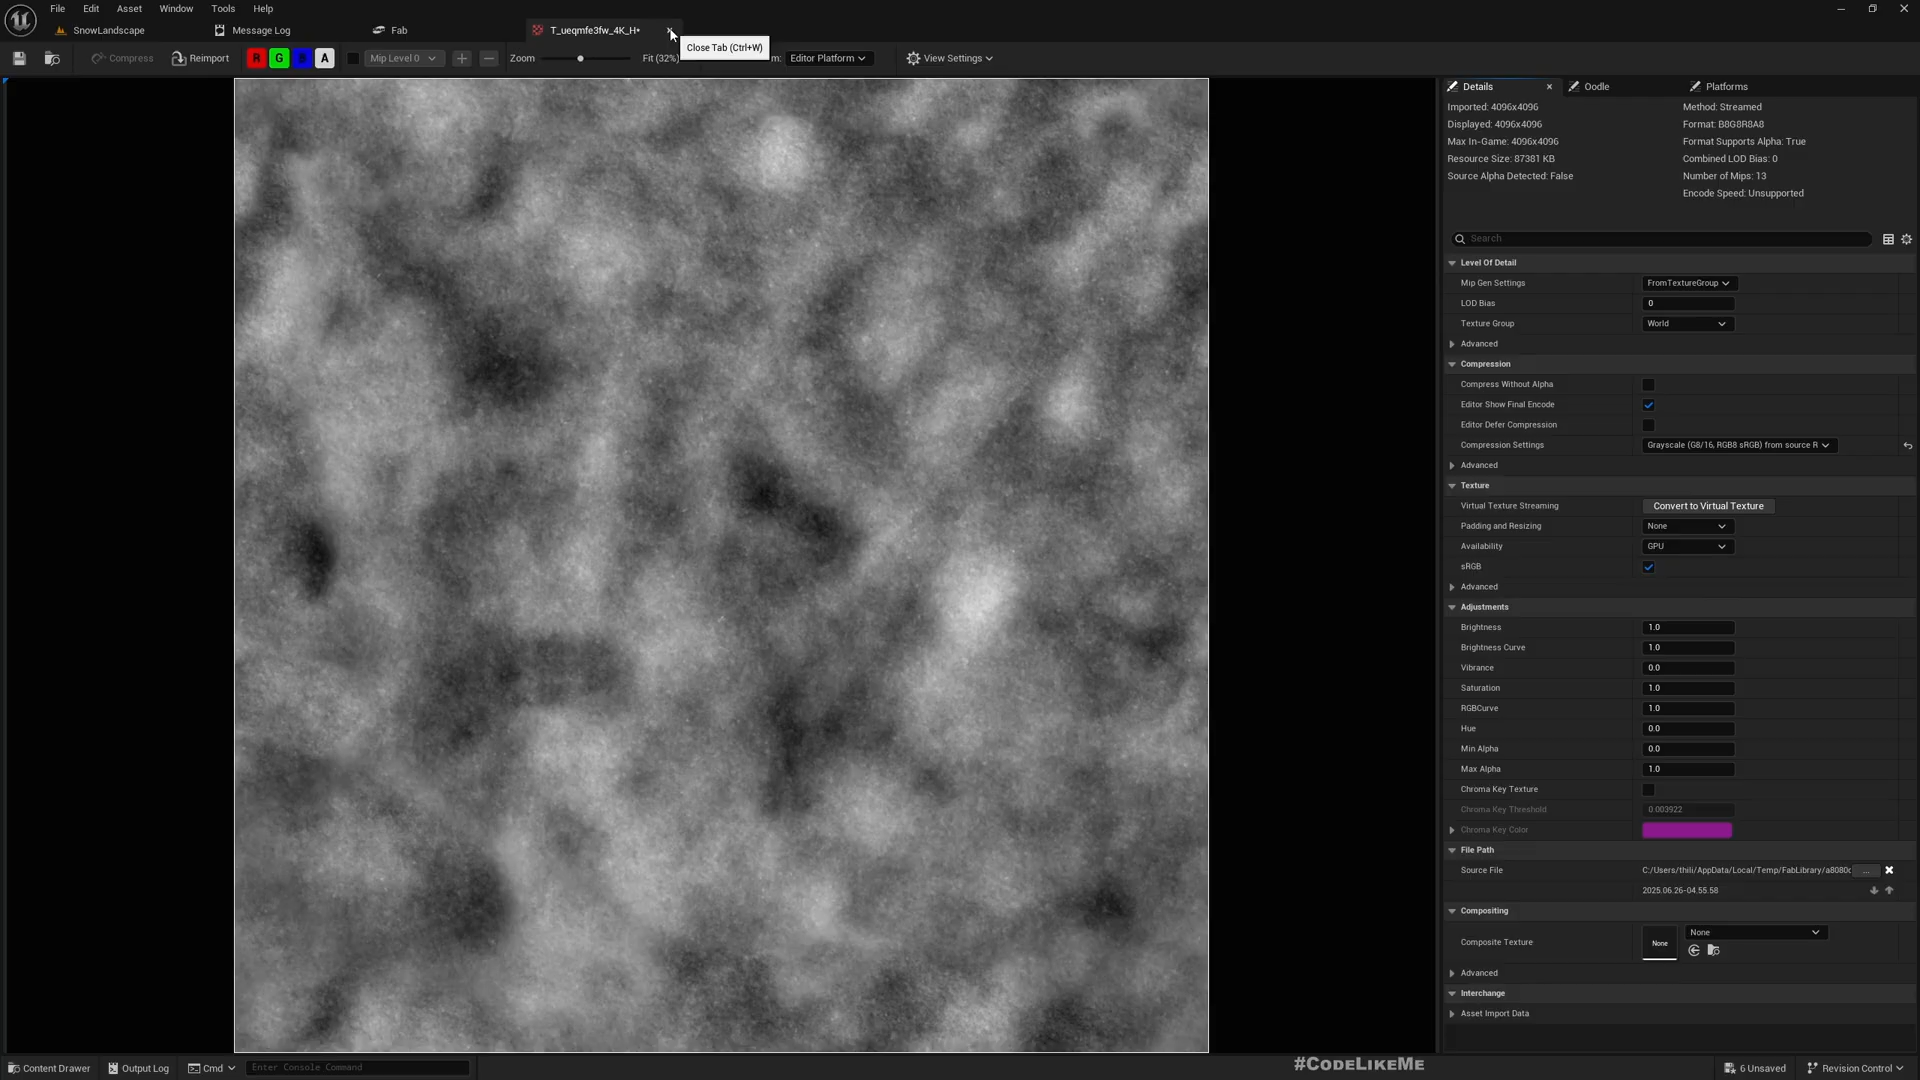 File Edit Asset Window Tools Help
SnowLandscape Message Log Fab T_ueqmfe3fw_4K_H*
Close Tab (Ctrl+W)
Compress Reimport R G A Mip Level 0 Zoom Fit (32%) m: Editor Platform View Settings
Details Oodle Platforms
Imported: 4096x4096 Method: Streamed
Displayed: 4096x4096 Format: B8G8R8A8
Max In-Game: 4096x4096 Format Supports Alpha: True
Resource Size: 87381 KB Combined LOD Bias: 0
Source Alpha Detected: False Number of Mips: 13
Encode Speed: Unsupported
Search
Level Of Detail
Mip Gen Settings FromTextureGroup
LOD Bias 0
Texture Group World
Advanced
Compression
Compress Without Alpha
Editor Show Final Encode
Editor Defer Compression
Compression Settings Grayscale (G8/16, RGB8 sRGB) from source R
Advanced
Texture
Virtual Texture Streaming Convert to Virtual Texture
Padding and Resizing None
Availability GPU
sRGB
Advanced
Adjustments
Brightness 1.0
Brightness Curve 1.0
Vibrance 0.0
Saturation 1.0
RGBCurve 1.0
Hue 0.0
Min Alpha 0.0
Max Alpha 1.0
Chroma Key Texture
Chroma Key Threshold 0.003922
Chroma Key Color
File Path
Source File C:/Users/thili/AppData/Local/Temp/FabLibrary/a8080c ...
2025.06.26-04.55.58
Compositing
Composite Texture None None
Advanced
Interchange
Asset Import Data
Content Drawer Output Log Cmd Enter Console Command #CodeLikeMe 6 Unsaved Revision Control